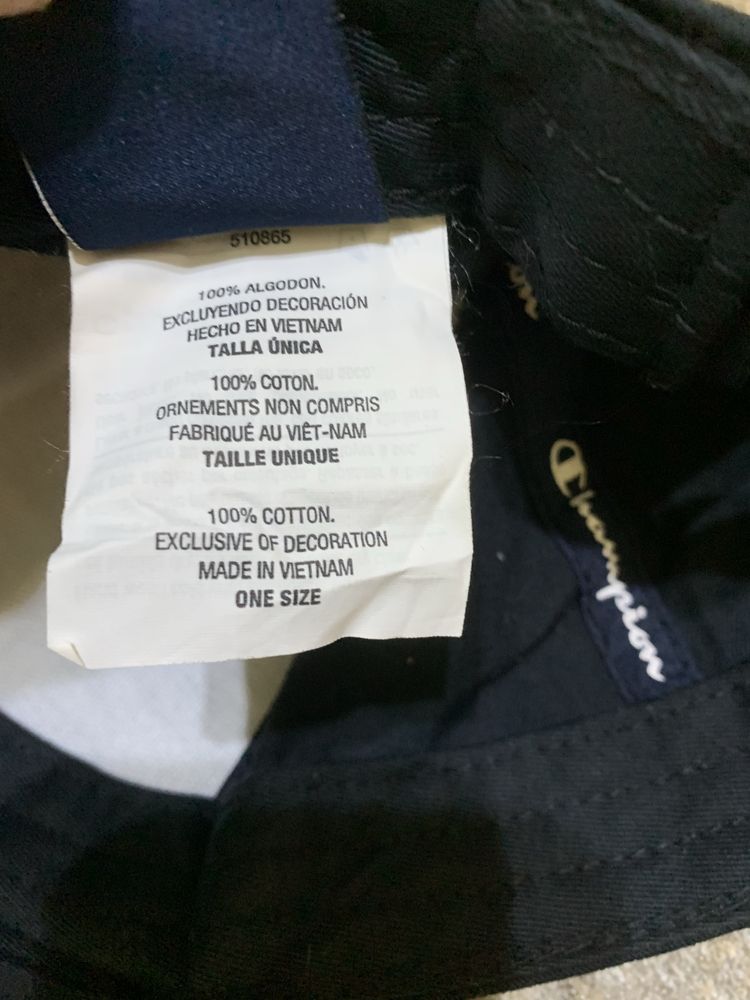 510865
100% ALGODON.
EXCLUYENDO DECORACIÓN
HECHO EN VIETNAM
TALLA ÚNICA
100% COTON.
ORNEMENTS NON COMPRIS
FABRIQUÉ AU VIÊT-NAM
TAILLE UNIQUE
100% COTTON.
EXCLUSIVE OF DECORATION
MADE IN VIETNAM
ONE SIZE
Champion